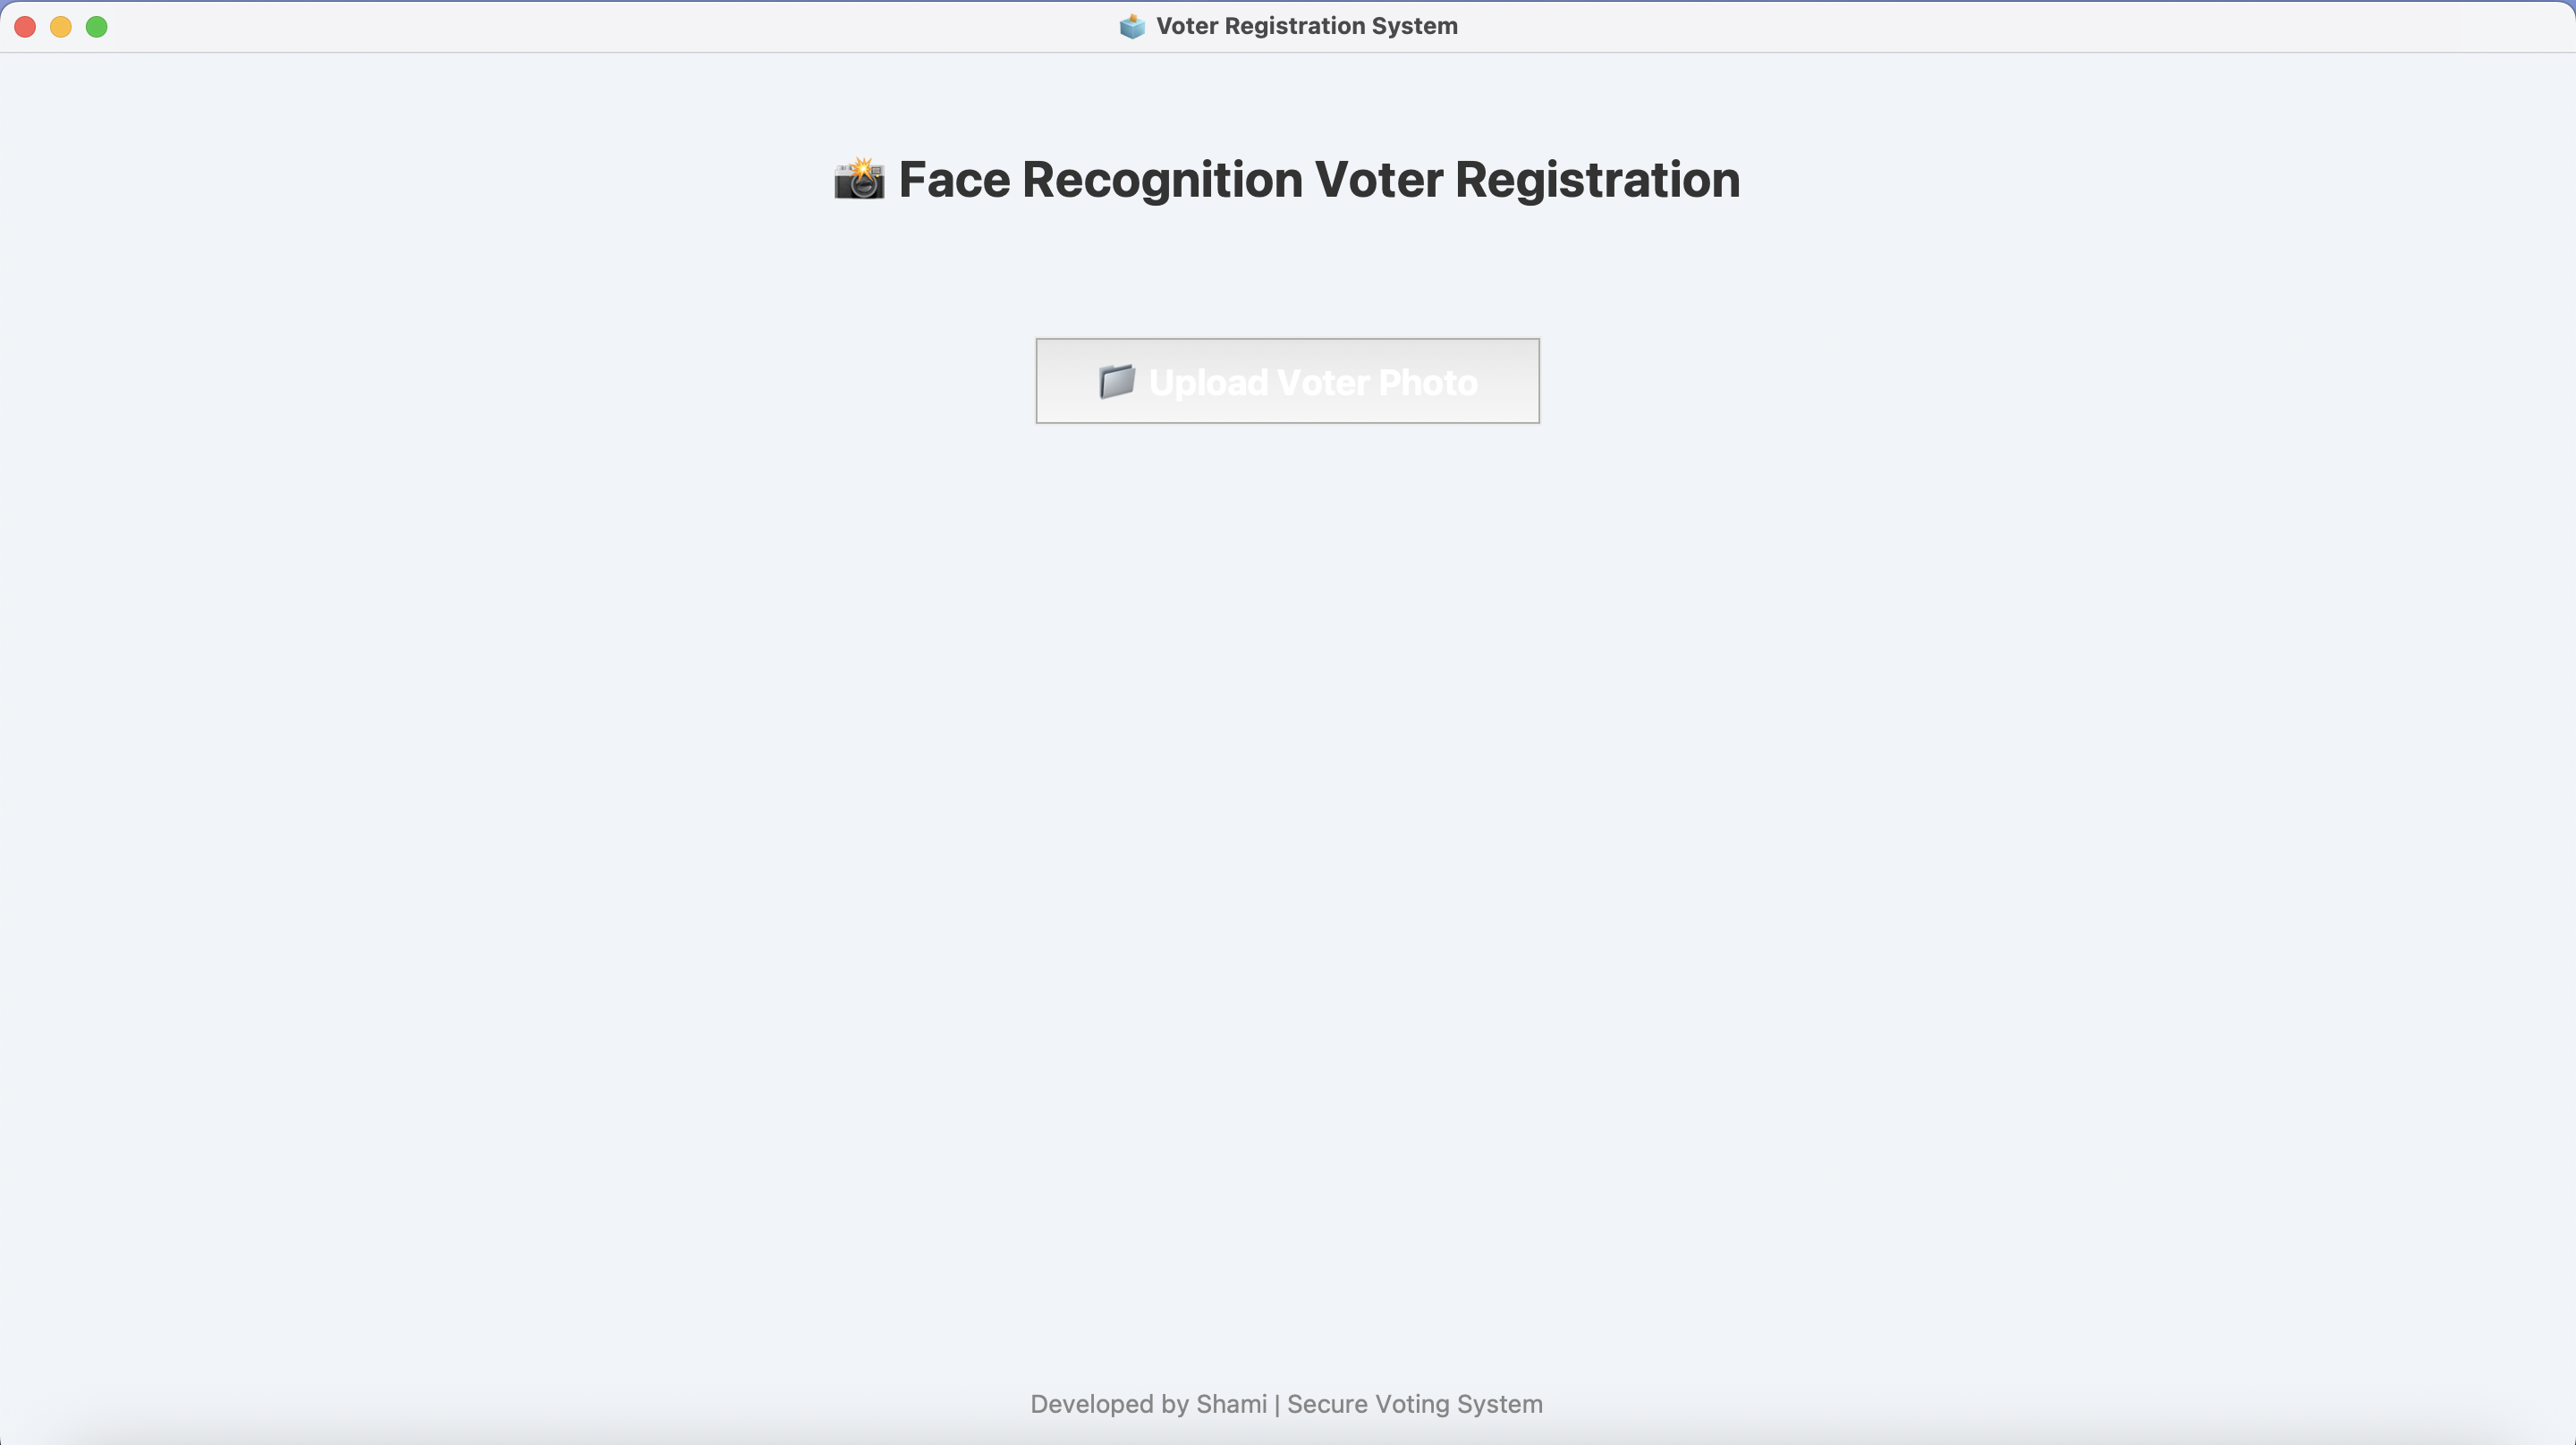 🗳️ Voter Registration System
📸 Face Recognition Voter Registration
📁 Upload Voter Photo
Developed by Shami | Secure Voting System